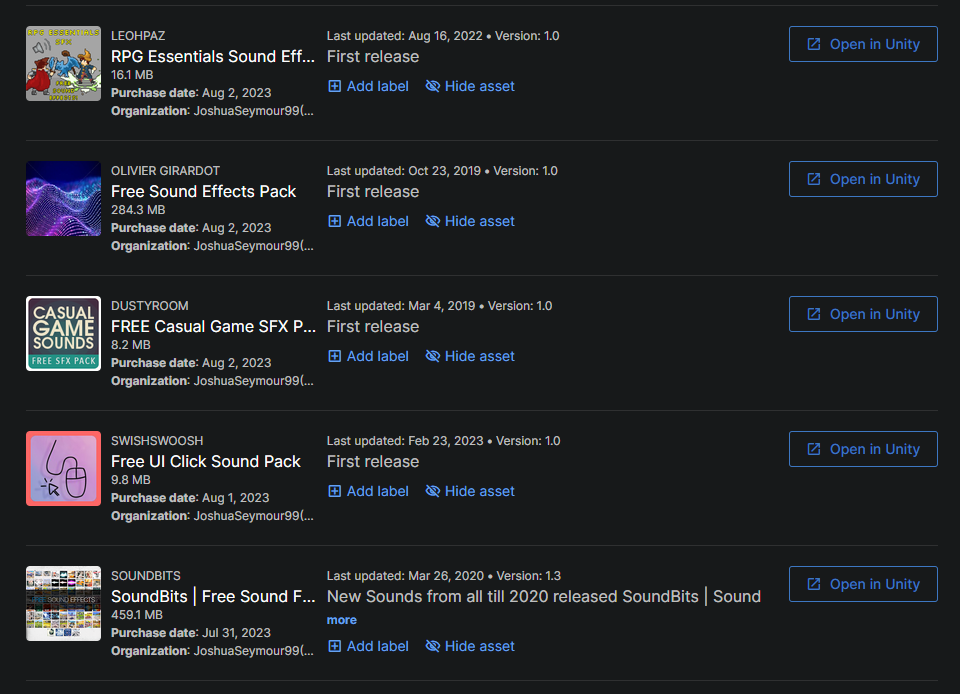 RPG ESSENTIALS
SFX!
FREE
LEOHPAZ
RPG Essentials Sound Eff...
16.1 MB
Purchase date: Aug 2, 2023
Organization: JoshuaSeymour99(...
Last updated: Aug 16, 2022 • Version: 1.0
First release
Add label
Hide asset
Open in Unity
OLIVIER GIRARDOT
Free Sound Effects Pack
284.3 MB
Purchase date: Aug 2, 2023
Organization: JoshuaSeymour99(...
Last updated: Oct 23, 2019 • Version: 1.0
First release
Add label
Hide asset
Open in Unity
CASUAL
GAME
SOUNDS
FREE SFX PACK
DUSTYROOM
FREE Casual Game SFX P...
8.2 MB
Purchase date: Aug 2, 2023
Organization: JoshuaSeymour99(...
Last updated: Mar 4, 2019 • Version: 1.0
First release
Add label
Hide asset
Open in Unity
SWISHSWOOSH
Free UI Click Sound Pack
9.8 MB
Purchase date: Aug 1, 2023
Organization: JoshuaSeymour99(...
Last updated: Feb 23, 2023 • Version: 1.0
First release
Add label
Hide asset
Open in Unity
SOUND EFFECTS
SOUNDBITS
SoundBits | Free Sound F...
459.1 MB
Purchase date: Jul 31, 2023
Organization: JoshuaSeymour99(...
Last updated: Mar 26, 2020 • Version: 1.3
New Sounds from all till 2020 released SoundBits | Sound
more
Add label
Hide asset
Open in Unity